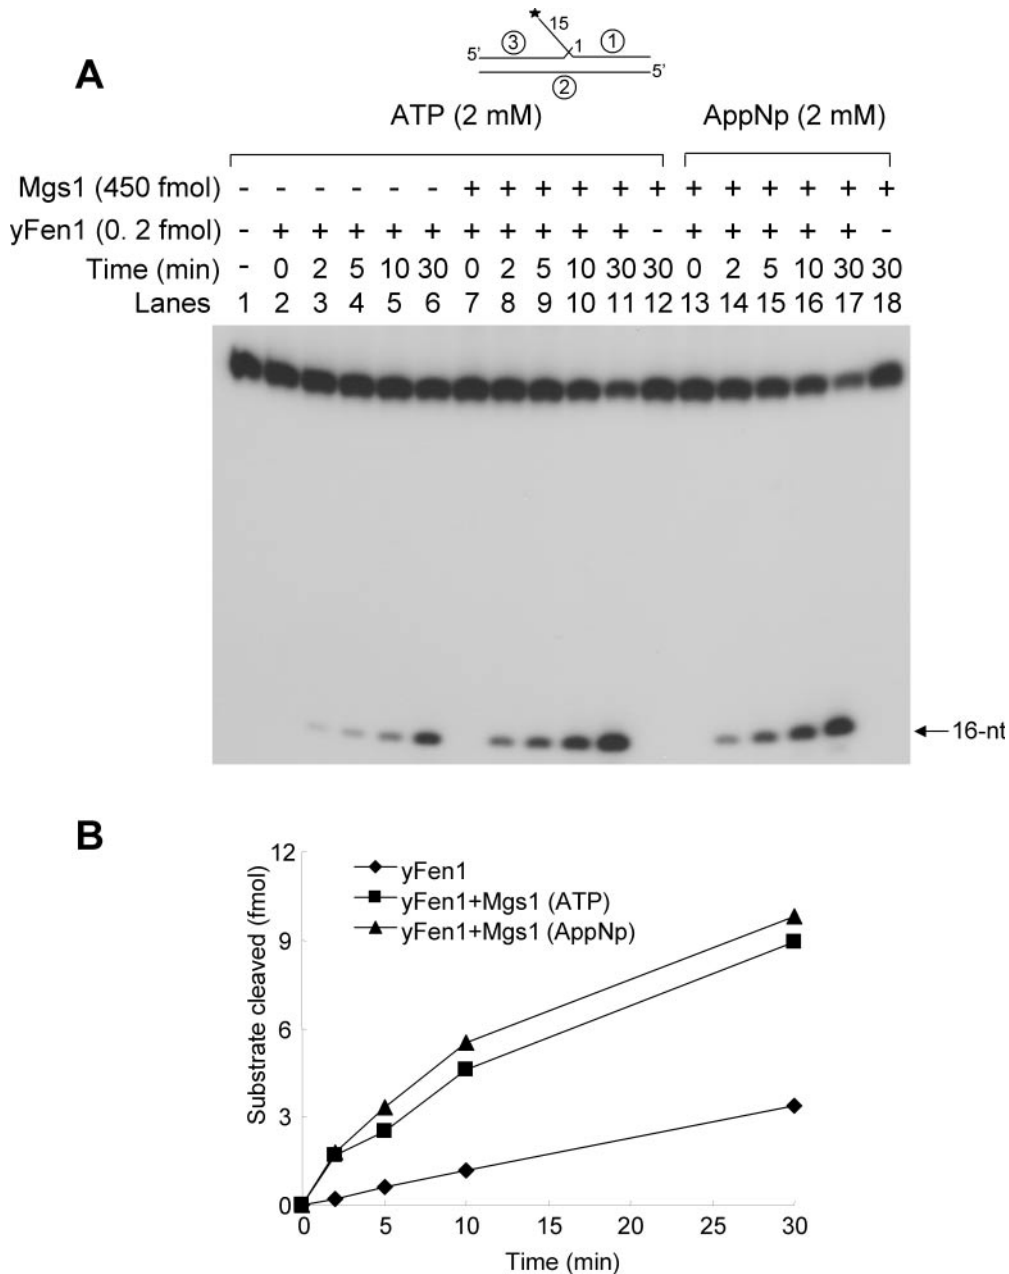 A
15
5'
③
1
①
②
5'
ATP (2 mM)
AppNp (2 mM)
Mgs1 (450 fmol) - - - - - - + + + + + + + + + + + +
yFen1 (0. 2 fmol) - + + + + + + + + + + - + + + + + -
Time (min) - 0 2 5 10 30 0 2 5 10 30 30 0 2 5 10 30 30
Lanes 1 2 3 4 5 6 7 8 9 10 11 12 13 14 15 16 17 18
16-nt
B
Substrate cleaved (fmol)
12
9
6
3
0
yFen1
yFen1+Mgs1 (ATP)
yFen1+Mgs1 (AppNp)
0 5 10 15 20 25 30
Time (min)